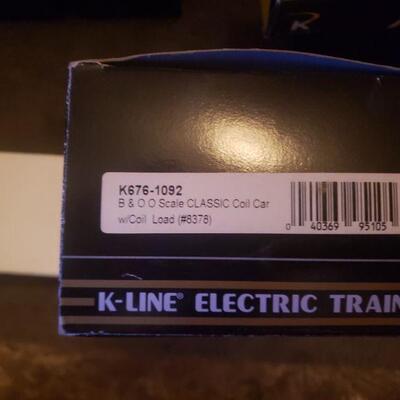 K
K676-1092
B & O O Scale CLASSIC Coil Car
w/Coil Load (#8378)
0 40369 95105
K-LINE® ELECTRIC TRAIN